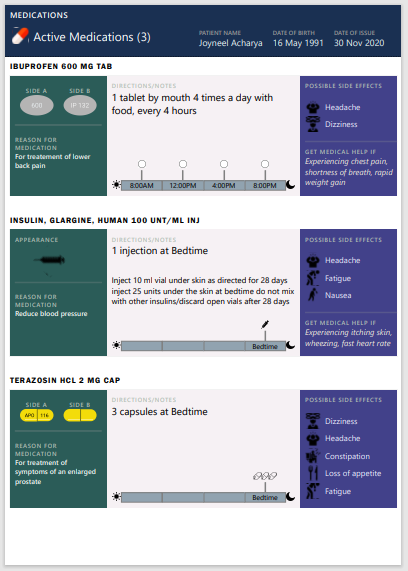 MEDICATIONS
Active Medications (3)
PATIENT NAME
Joyneel Acharya
DATE OF BIRTH
16 May 1991
DATE OF ISSUE
30 Nov 2020
IBUPROFEN 600 MG TAB
SIDE A
SIDE B
600
IP 132
REASON FOR
MEDICATION
For treatement of lower
back pain
DIRECTIONS/NOTES
1 tablet by mouth 4 times a day with
food, every 4 hours
8:00AM
12:00PM
4:00PM
8:00PM
POSSIBLE SIDE EFFECTS
Headache
Dizziness
GET MEDICAL HELP IF
Experiencing chest pain,
shortness of breath, rapid
weight gain
INSULIN, GLARGINE, HUMAN 100 UNT/ML INJ
APPEARANCE
REASON FOR
MEDICATION
Reduce blood pressure
DIRECTIONS/NOTES
1 injection at Bedtime
Inject 10 ml vial under skin as directed for 28 days
inject 25 units under the skin at bedtime do not mix
with other insulins/discard open vials after 28 days
Bedtime
POSSIBLE SIDE EFFECTS
Headache
Fatigue
Nausea
GET MEDICAL HELP IF
Experiencing itching skin,
wheezing, fast heart rate
TERAZOSIN HCL 2 MG CAP
SIDE A
SIDE B
APO
116
REASON FOR
MEDICATION
For treatment of
symptoms of an enlarged
prostate
DIRECTIONS/NOTES
3 capsules at Bedtime
Bedtime
POSSIBLE SIDE EFFECTS
Dizziness
Headache
Constipation
Loss of appetite
Fatigue